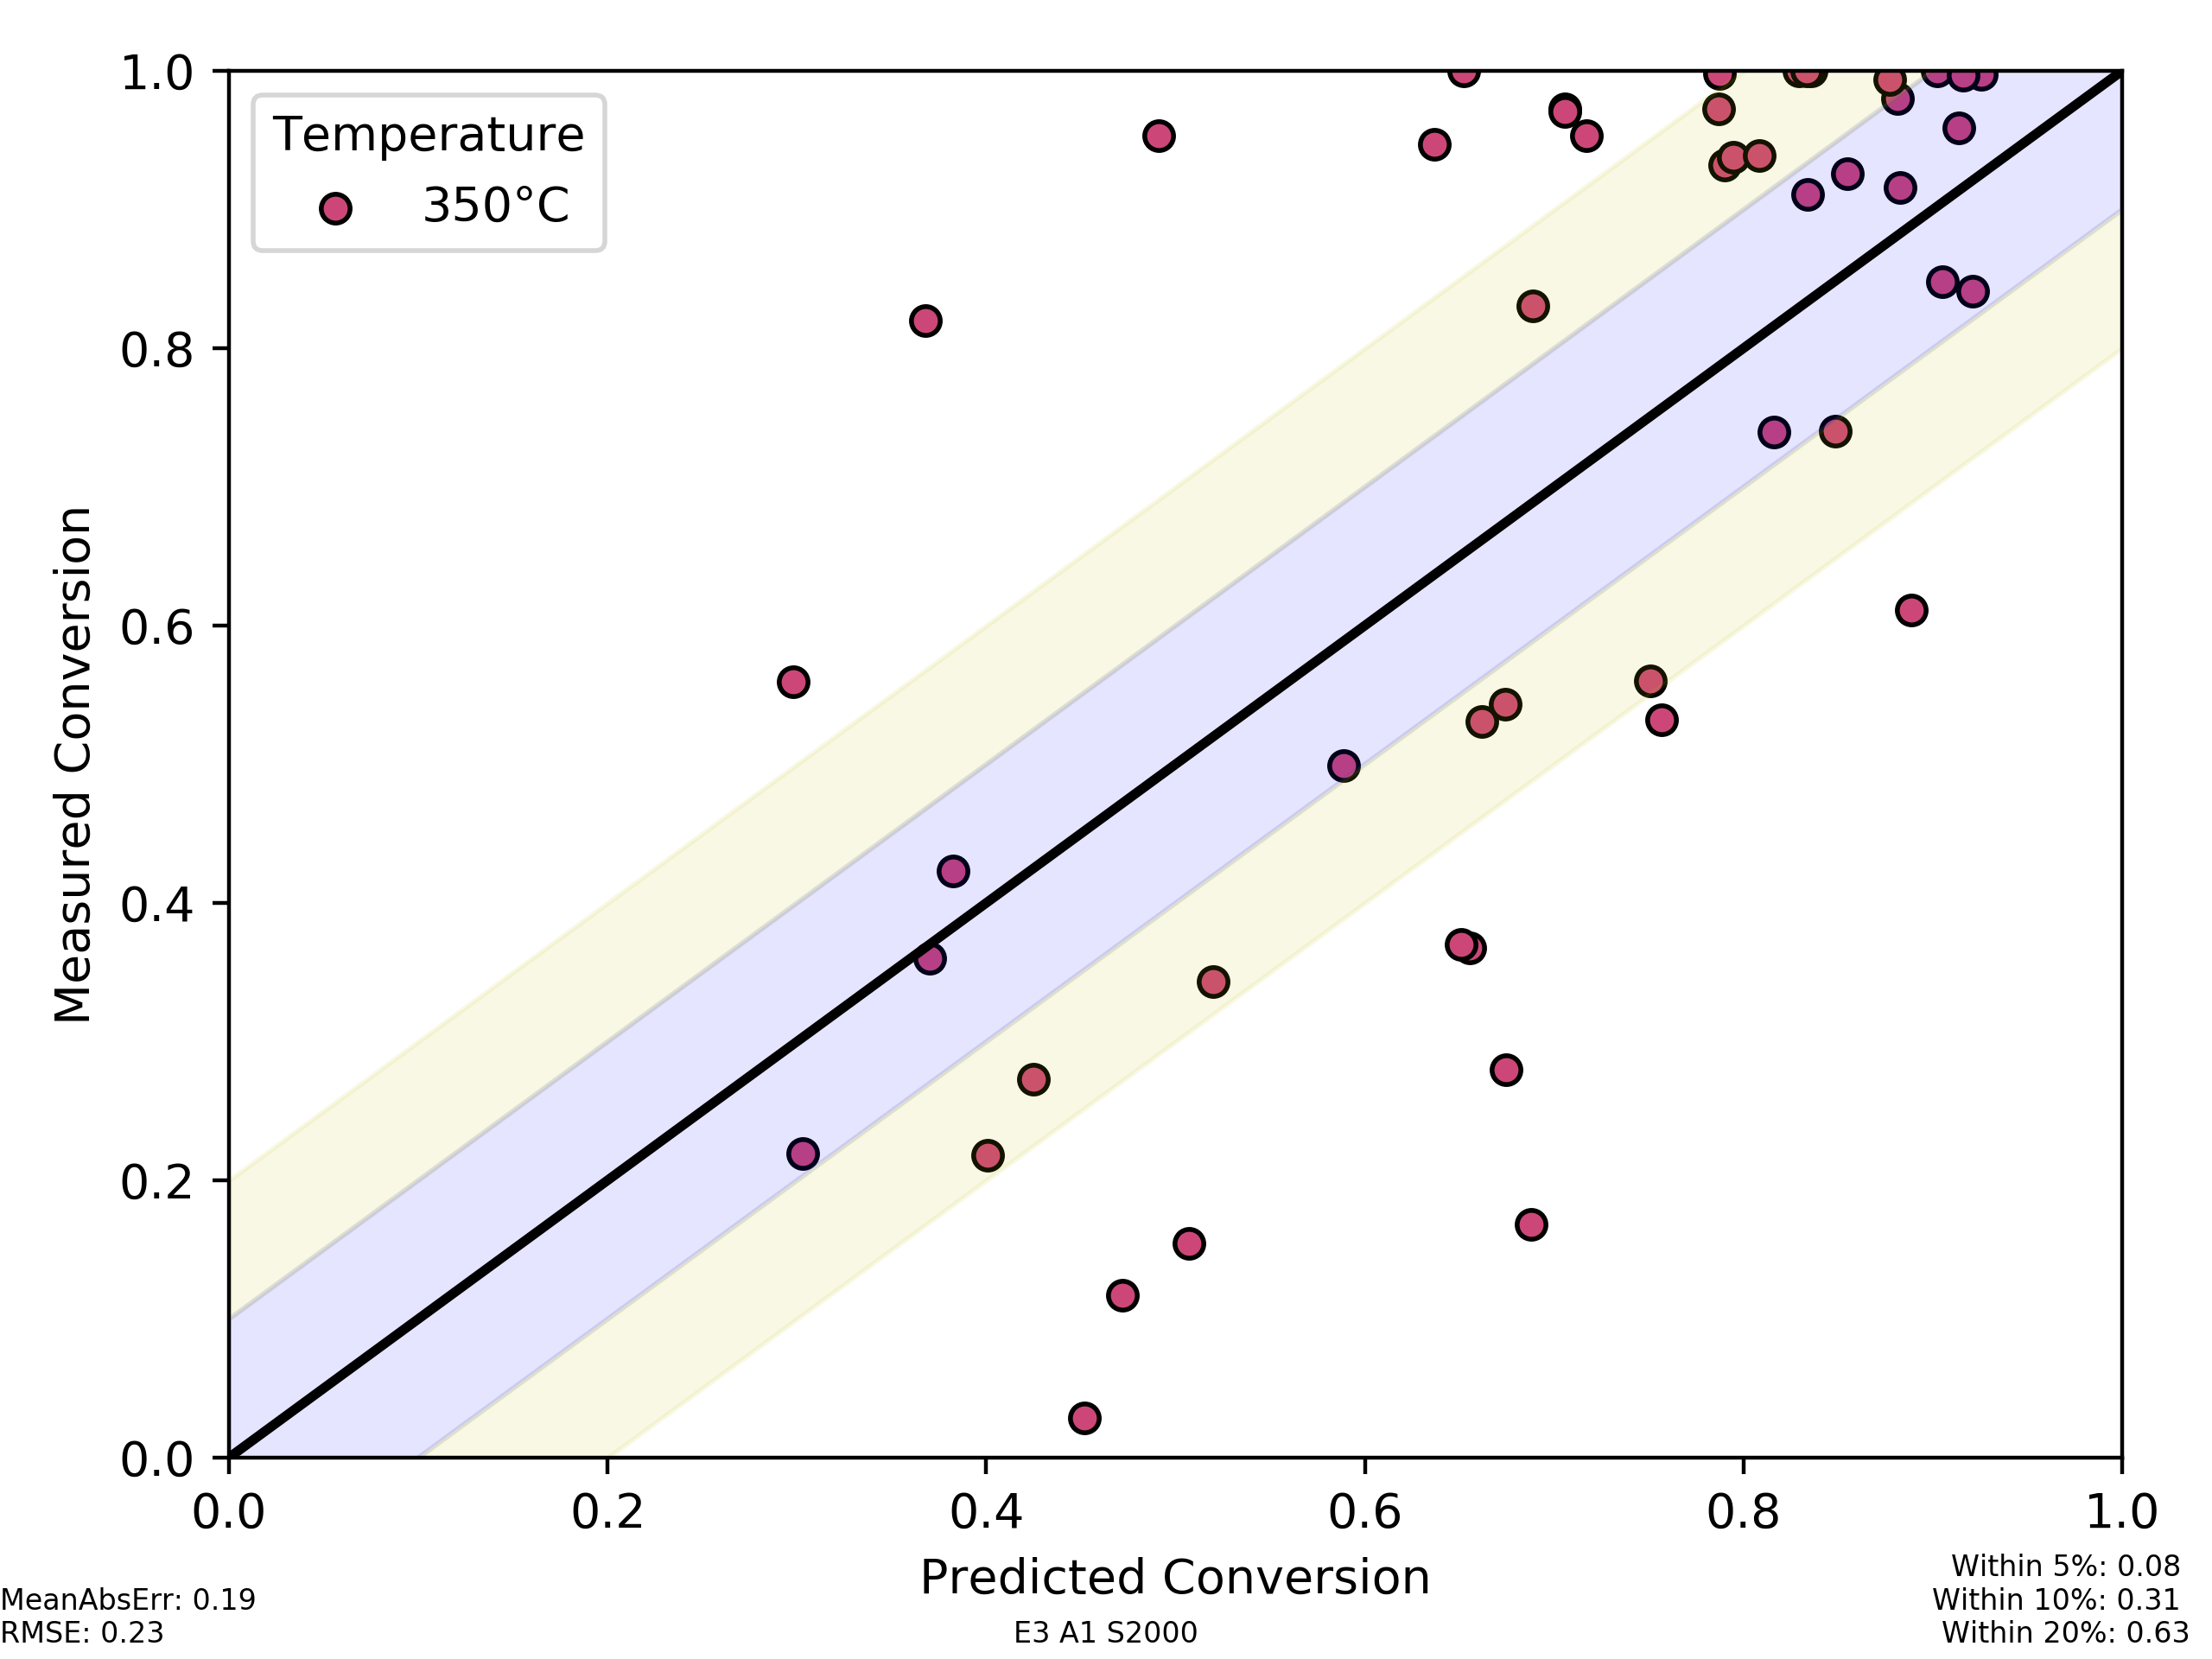 1.0
Temperature
350°C
0.8
0.6
Measured Conversion
0.4
0.2
0.0
0.0 0.2 0.4 0.6 0.8 1.0
Predicted Conversion
Within 5%: 0.08
MeanAbsErr: 0.19
Within 10%: 0.31
RMSE: 0.23
E3 A1 S2000
Within 20%: 0.63